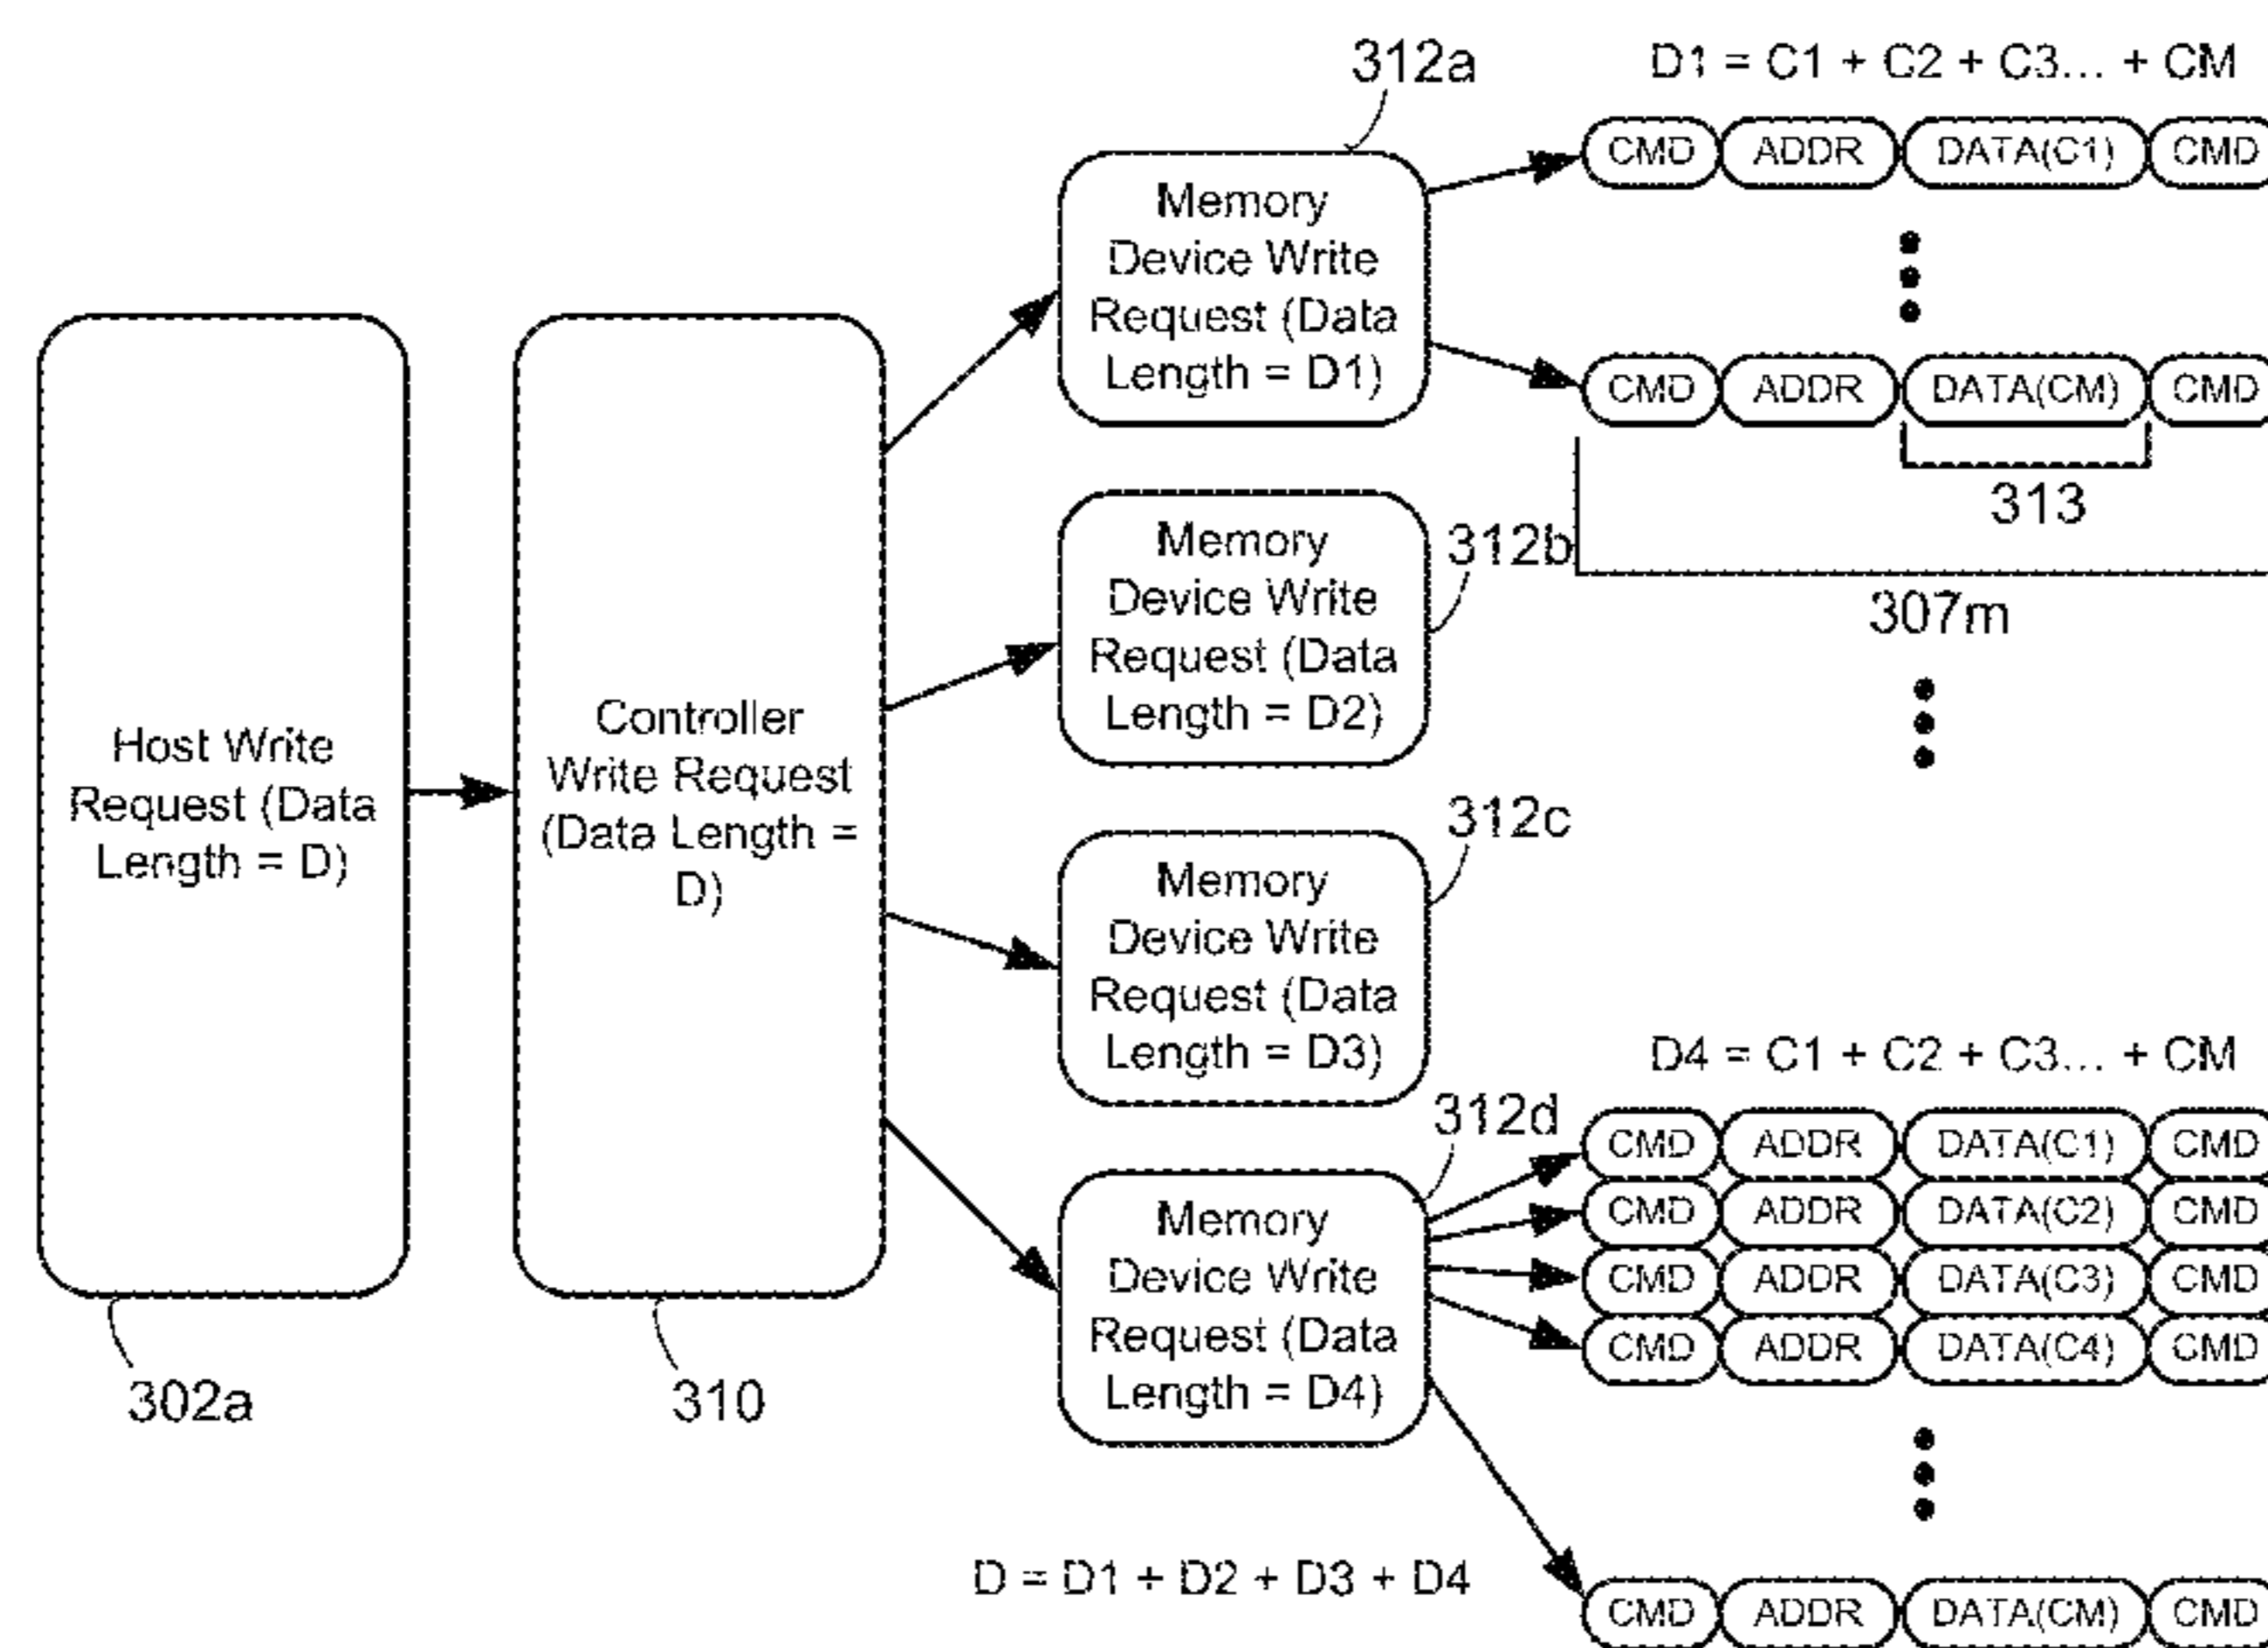 312a
D1 = C1 + C2 + C3... + CM
CMD ADDR DATA(C1) CMD
Memory
Device Write
Request (Data
Length = D1)
CMD ADDR DATA(CM) CMD
313
307m
Memory
Device Write
Request (Data
Length = D2)
312b
Host Write
Request (Data
Length = D)
302a
Controller
Write Request
(Data Length =
D)
310
312c
Memory
Device Write
Request (Data
Length = D3)
D4 = C1 + C2 + C3... + CM
312d
Memory
Device Write
Request (Data
Length = D4)
CMD ADDR DATA(C1) CMD
CMD ADDR DATA(C2) CMD
CMD ADDR DATA(C3) CMD
CMD ADDR DATA(C4) CMD
D = D1 + D2 + D3 + D4
CMD ADDR DATA(CM) CMD